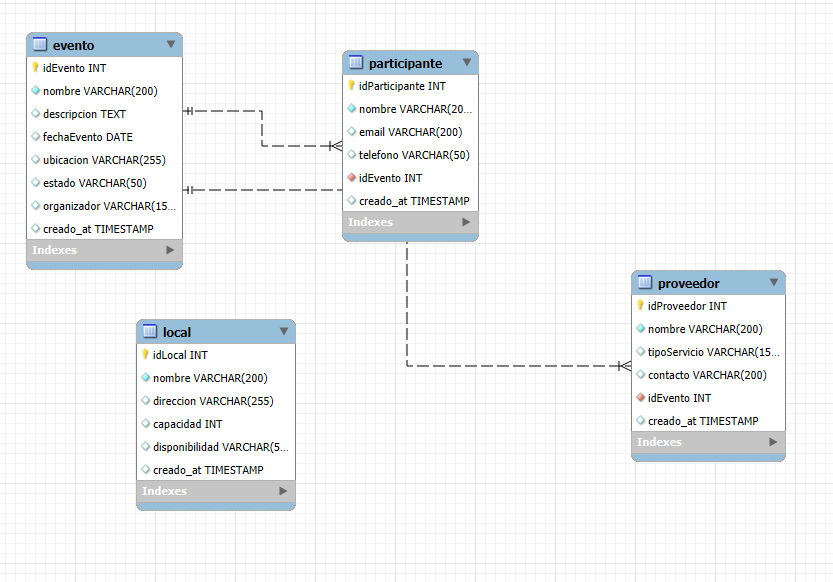 evento
idEvento INT
nombre VARCHAR(200)
descripcion TEXT
fechaEvento DATE
ubicacion VARCHAR(255)
estado VARCHAR(50)
organizador VARCHAR(15...
creado_at TIMESTAMP
Indexes
participante
idParticipante INT
nombre VARCHAR(20...
email VARCHAR(200)
telefono VARCHAR(50)
idEvento INT
creado_at TIMESTAMP
Indexes
local
idLocal INT
nombre VARCHAR(200)
direccion VARCHAR(255)
capacidad INT
disponibilidad VARCHAR(5...
creado_at TIMESTAMP
Indexes
proveedor
idProveedor INT
nombre VARCHAR(200)
tipoServicio VARCHAR(15...
contacto VARCHAR(200)
idEvento INT
creado_at TIMESTAMP
Indexes